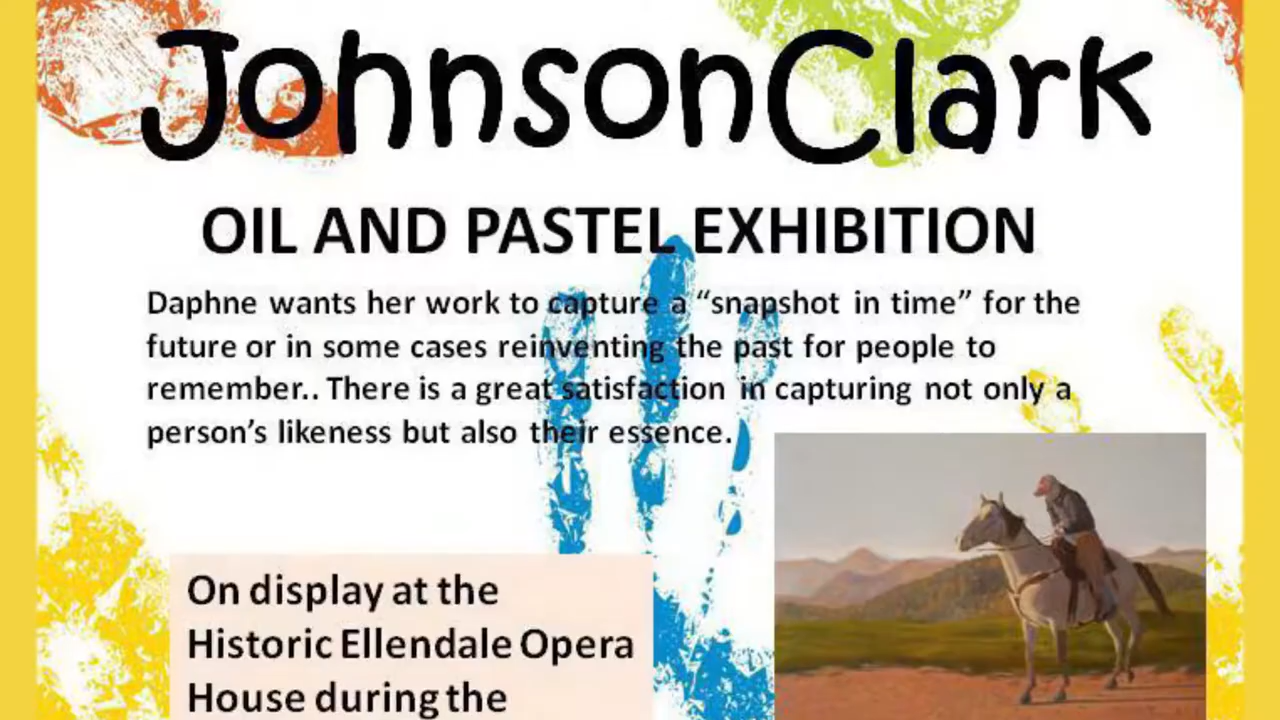 JohnsonClark
OIL AND PASTEL EXHIBITION
Daphne wants her work to capture a “snapshot in time” for the
future or in some cases reinventing the past for people to
remember.. There is a great satisfaction in capturing not only a
person’s likeness but also their essence.
On display at the
Historic Ellendale Opera
House during the